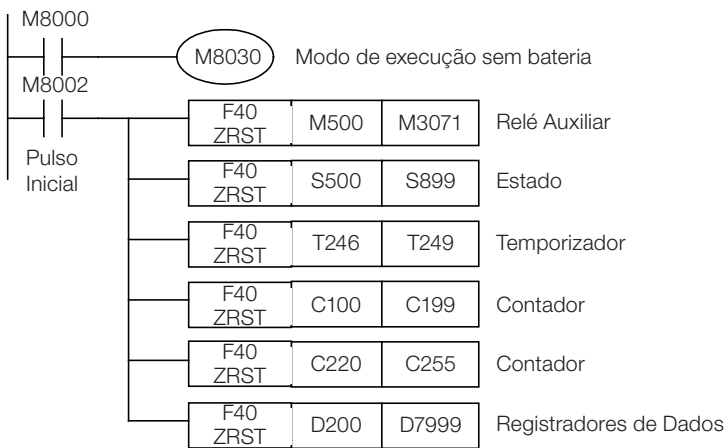 M8000
M8030 Modo de execução sem bateria
M8002
F40 ZRST M500 M3071 Relé Auxiliar
Pulso Inicial
F40 ZRST S500 S899 Estado
F40 ZRST T246 T249 Temporizador
F40 ZRST C100 C199 Contador
F40 ZRST C220 C255 Contador
F40 ZRST D200 D7999 Registradores de Dados